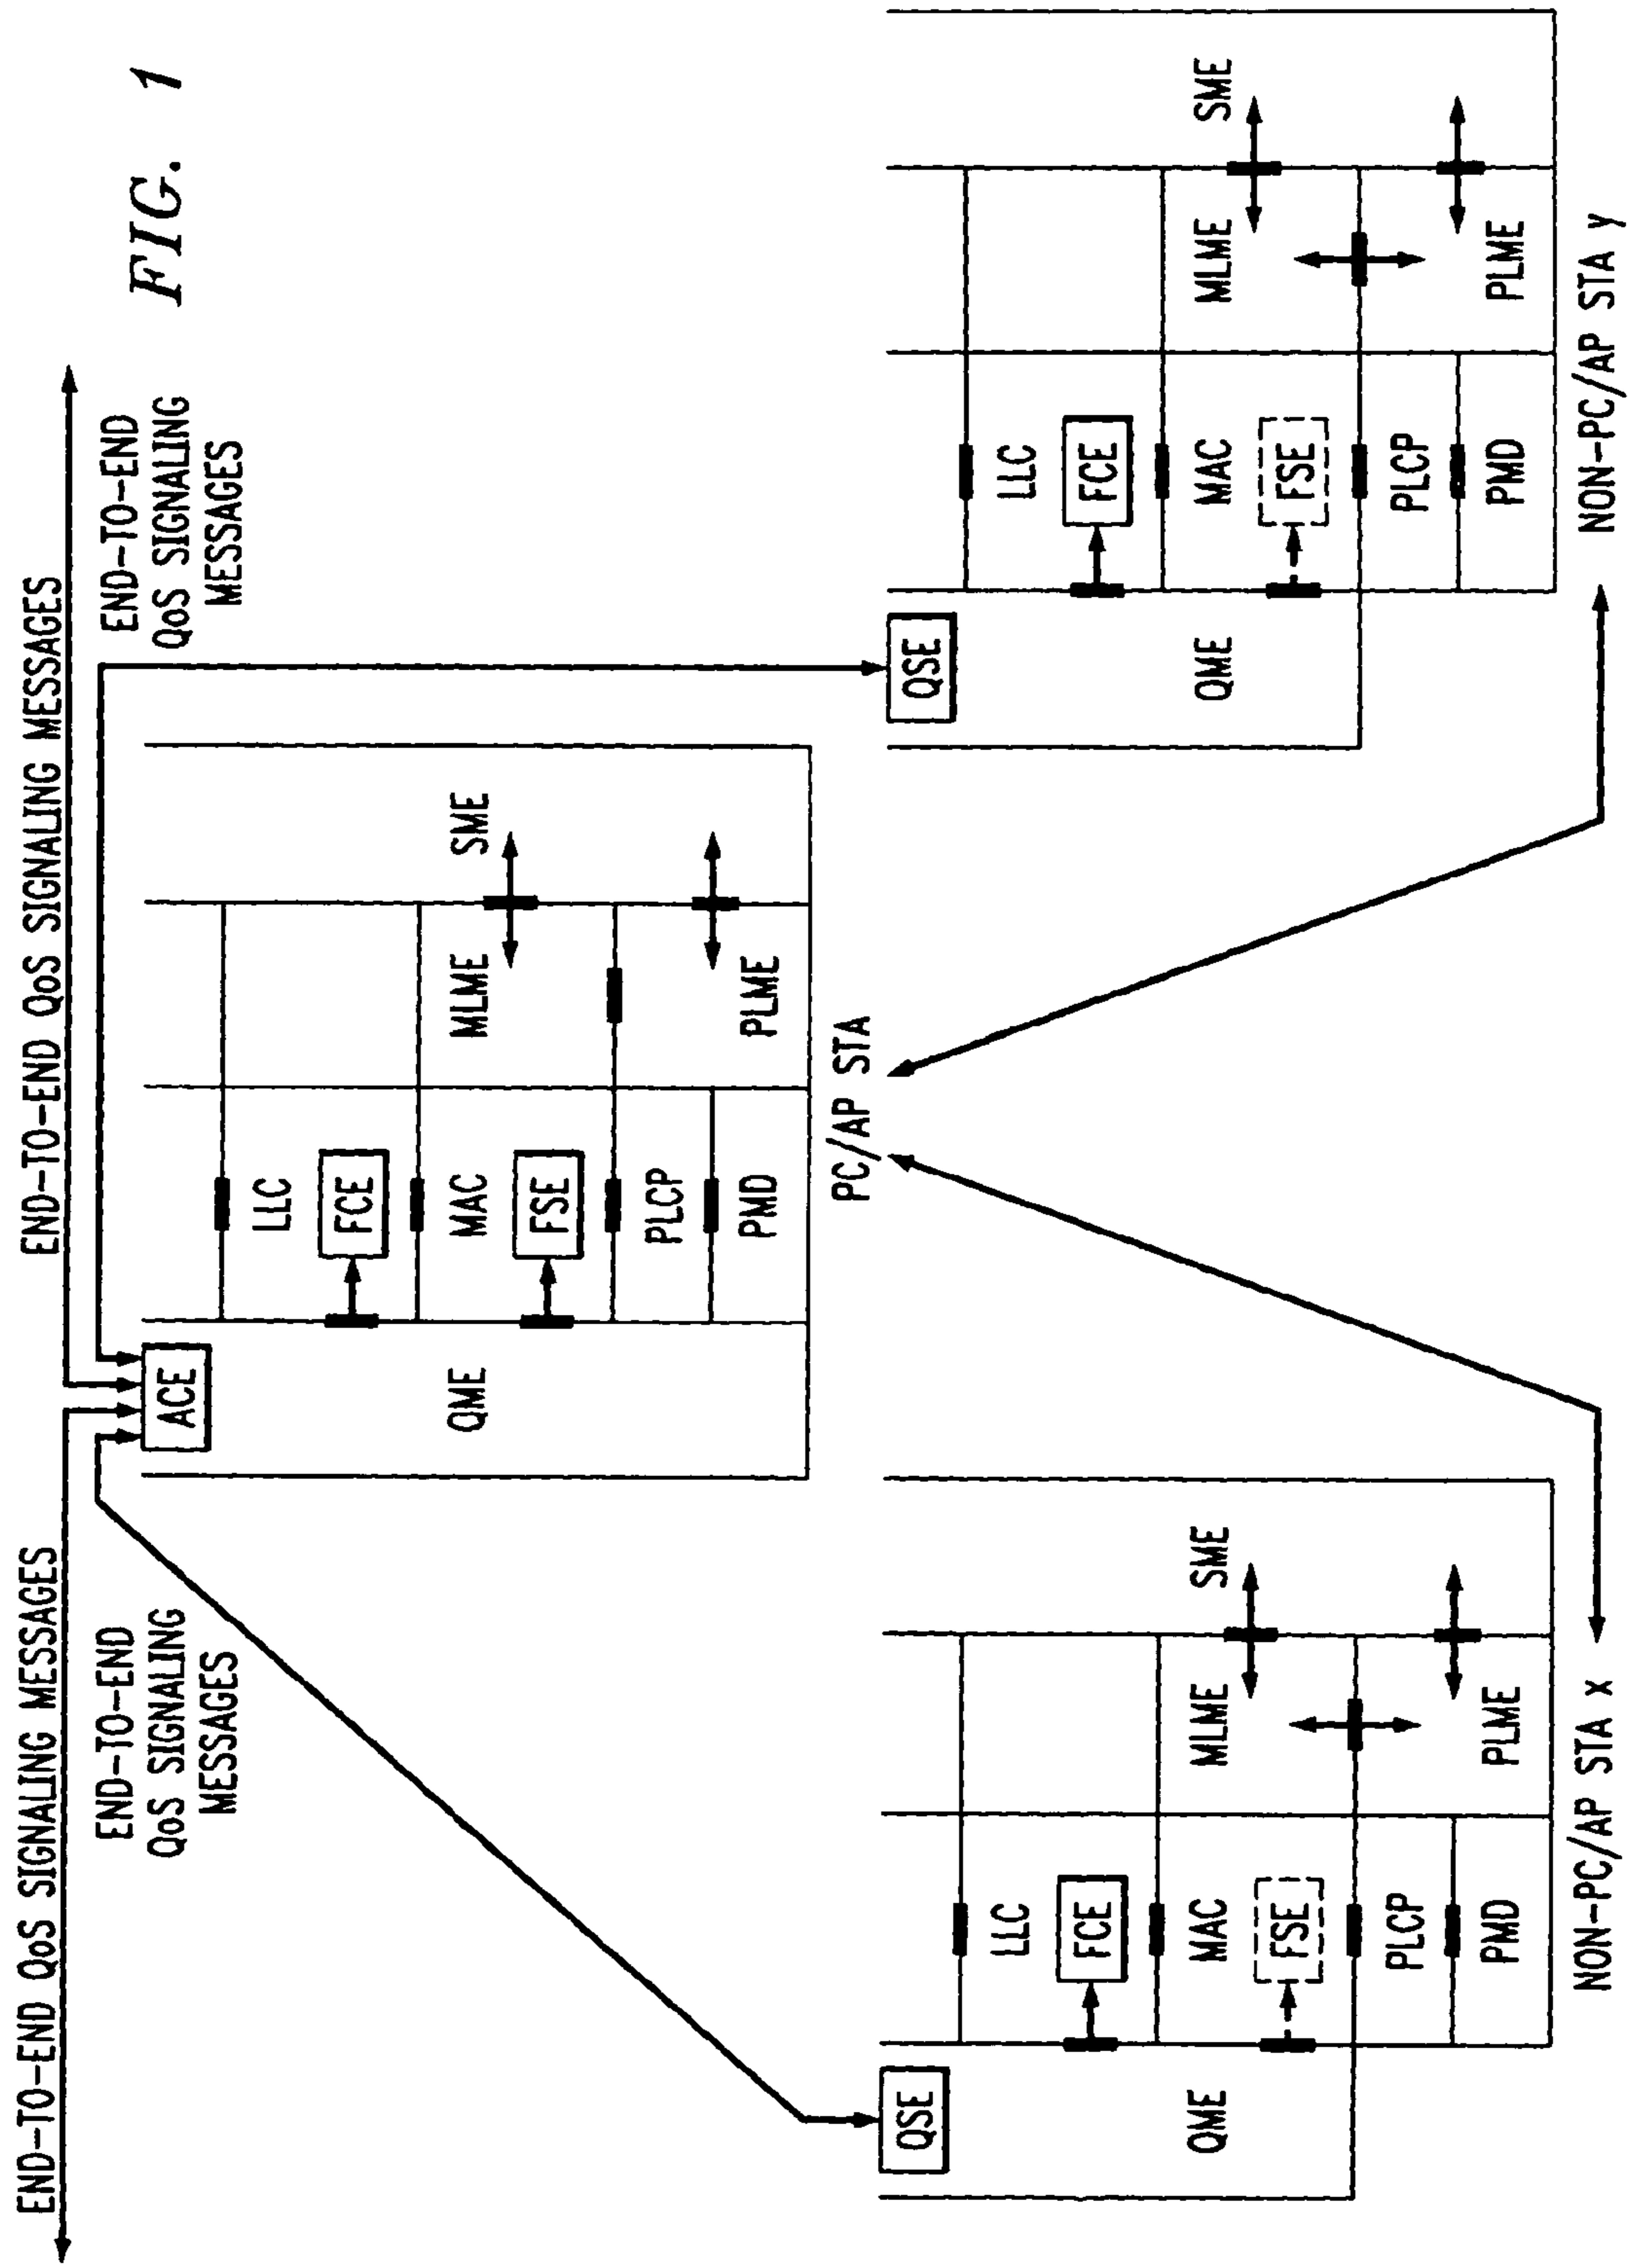 FIG. 1
END-TO-END QoS SIGNALING MESSAGES
END-TO-END QoS SIGNALING MESSAGES
END-TO-END
QoS SIGNALING
MESSAGES
END-TO-END
QoS SIGNALING
MESSAGES
ACE
QME
LLC
FCE
MAC
FSE
PLCP
PMD
MLME
PLME
SME
PC/AP STA
QSE
QME
LLC
FCE
MAC
FSE
PLCP
PMD
MLME
PLME
SME
NON-PC/AP STA x
QSE
QME
LLC
FCE
MAC
FSE
PLCP
PMD
MLME
PLME
SME
NON-PC/AP STA y